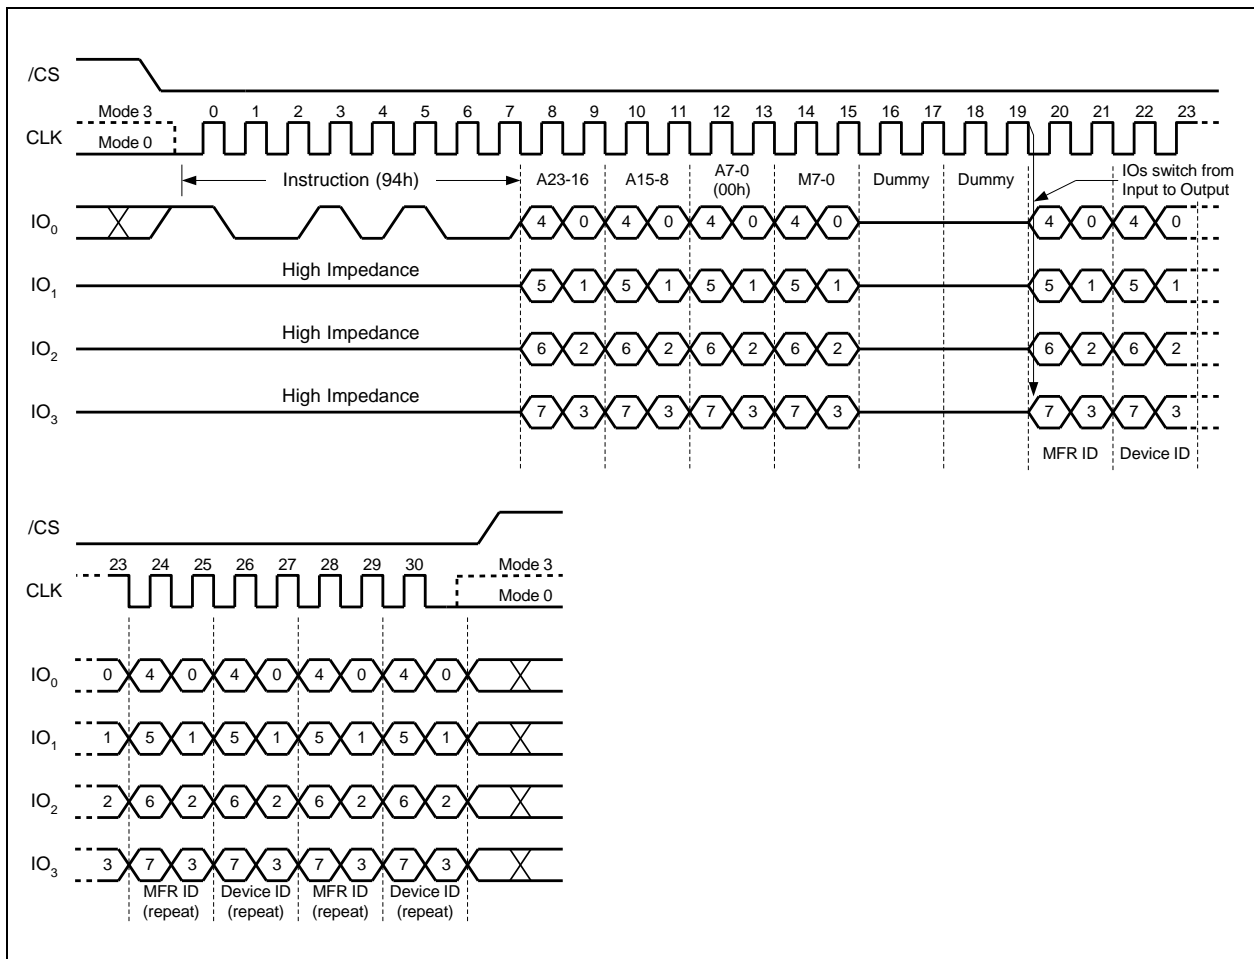 /CS
Mode 3 0 1 2 3 4 5 6 7 8 9 10 11 12 13 14 15 16 17 18 19 20 21 22 23
CLK Mode 0
Instruction (94h) A23-16 A15-8 A7-0 (00h) M7-0 Dummy Dummy IOs switch from Input to Output
IO0 4 0 4 0 4 0 4 0 4 0 4 0
High Impedance
IO1 5 1 5 1 5 1 5 1 5 1 5 1
High Impedance
IO2 6 2 6 2 6 2 6 2 6 2 6 2
High Impedance
IO3 7 3 7 3 7 3 7 3 7 3 7 3
MFR ID Device ID
/CS
23 24 25 26 27 28 29 30 Mode 3
CLK Mode 0
IO0 0 4 0 4 0 4 0 4 0
IO1 1 5 1 5 1 5 1 5 1
IO2 2 6 2 6 2 6 2 6 2
IO3 3 7 3 7 3 7 3 7 3
MFR ID Device ID MFR ID Device ID
(repeat) (repeat) (repeat) (repeat)